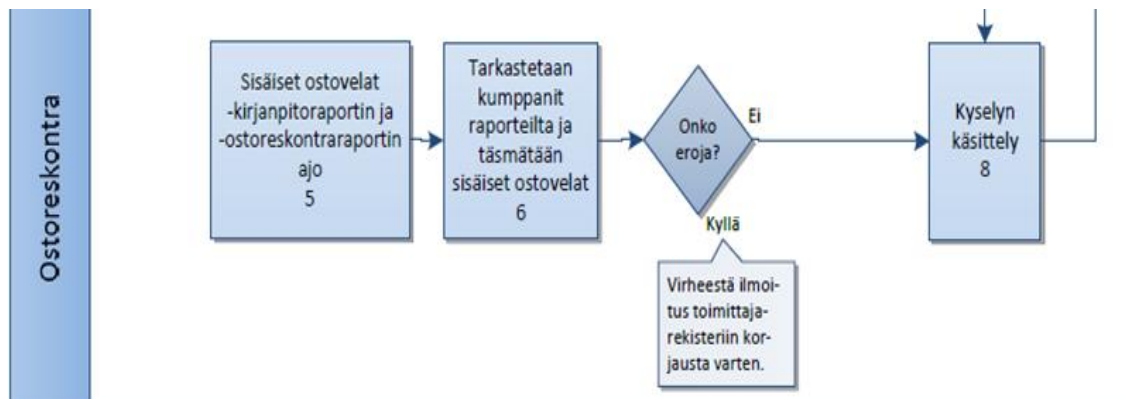 Ostoreskontra
Sisäiset ostovelat
-kirjanpitoraportin ja
-ostoreskontraraportin
ajo
5
Tarkastetaan
kumppanit
raporteilta ja
täsmätään
sisäiset ostovelat
6
Onko
eroja?
Ei
Kyllä
Virheestä ilmoi-
tus toimittaja-
rekisteriin kor-
jausta varten.
Kyselyn
käsittely
8